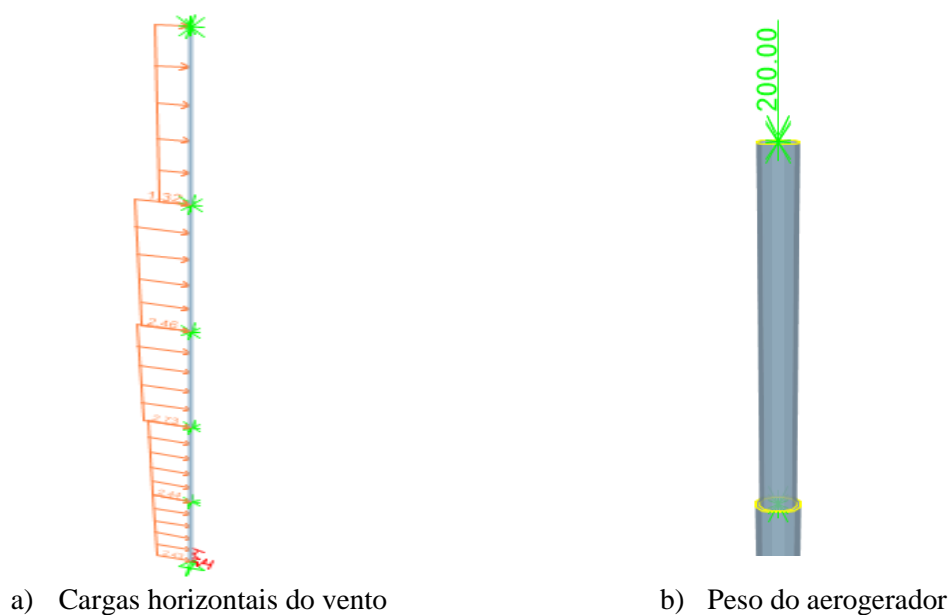 200.00
1.32
2.46
a) Cargas horizontais do vento
b) Peso do aerogerador